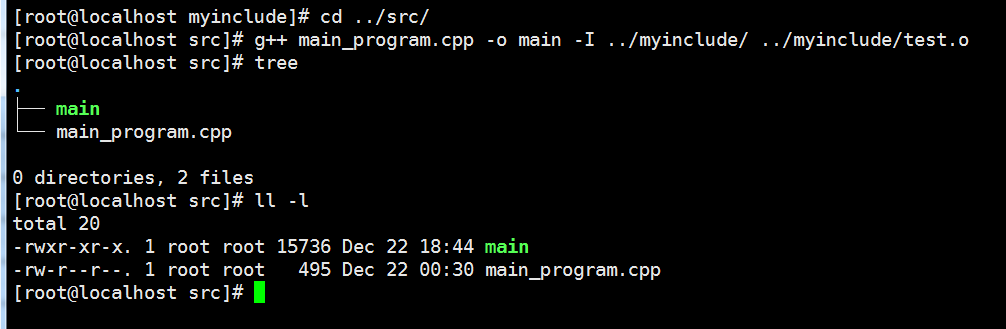 [root@localhost myinclude]# cd ../src/
[root@localhost src]# g++ main_program.cpp -o main -I ../myinclude/ ../myinclude/test.o
[root@localhost src]# tree
.
├── main
└── main_program.cpp

0 directories, 2 files
[root@localhost src]# ll -l
total 20
-rwxr-xr-x. 1 root root 15736 Dec 22 18:44 main
-rw-r--r--. 1 root root   495 Dec 22 00:30 main_program.cpp
[root@localhost src]#